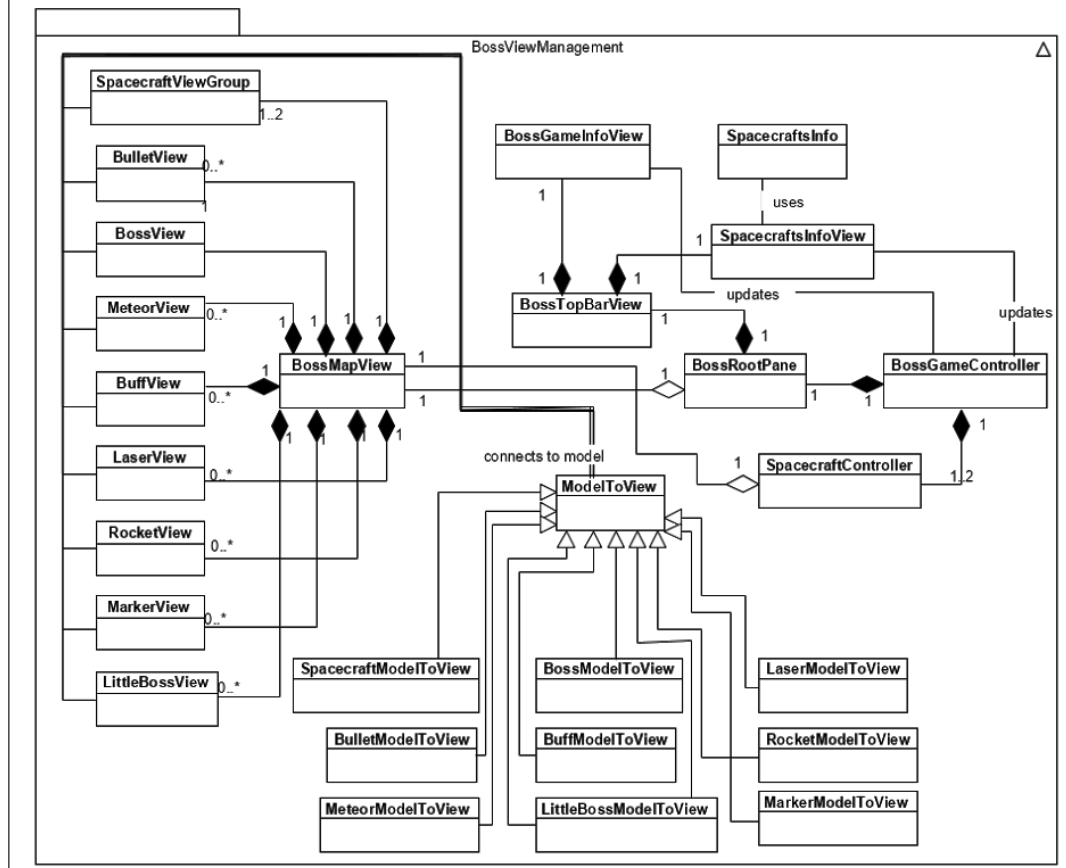 BossViewManagement
SpacecraftViewGroup
1..2
BulletView
0..*
1
BossView
MeteorView
0..*
1
1
1
1
BuffView
0..*
1
BossMapView
1
1
LaserView
0..*
1
1
1
1
RocketView
0..*
MarkerView
0..*
LittleBossView
0..*
BossGameInfoView
SpacecraftsInfo
uses
1
1
SpacecraftsInfoView
1
1
BossTopBarView
1
updates
updates
1
1
BossRootPane
1
1
BossGameController
1
connects to model
1
SpacecraftController
1..2
ModelToView
SpacecraftModelToView
BossModelToView
LaserModelToView
BulletModelToView
BuffModelToView
RocketModelToView
MeteorModelToView
LittleBossModelToView
MarkerModelToView